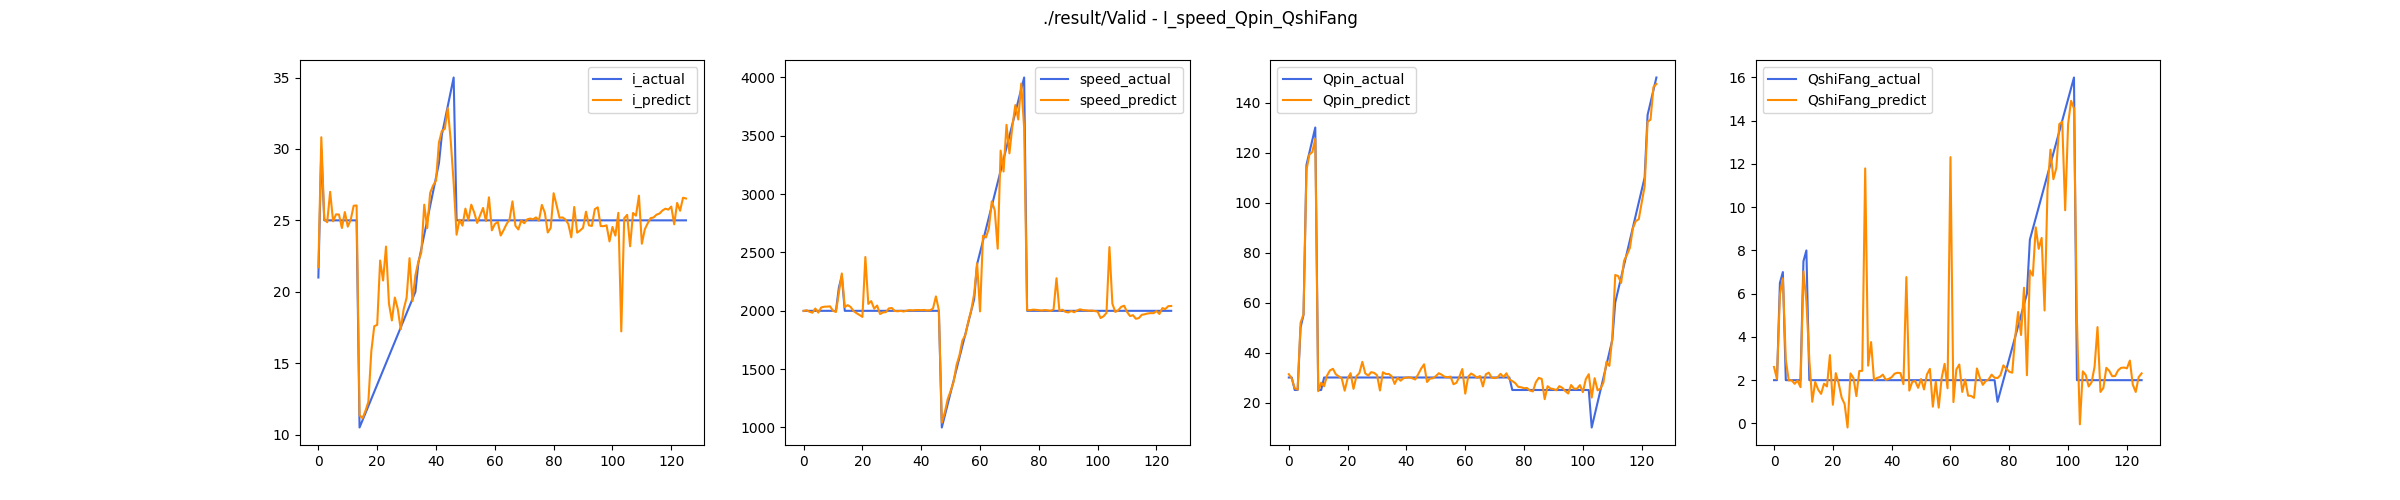 ./result/Valid - I_speed_Qpin_QshiFang
i_actual
i_predict
35
30
25
20
15
10
0 20 40 60 80 100 120
speed_actual
speed_predict
4000
3500
3000
2500
2000
1500
1000
0 20 40 60 80 100 120
Qpin_actual
Qpin_predict
140
120
100
80
60
40
20
0 20 40 60 80 100 120
QshiFang_actual
QshiFang_predict
16
14
12
10
8
6
4
2
0
0 20 40 60 80 100 120